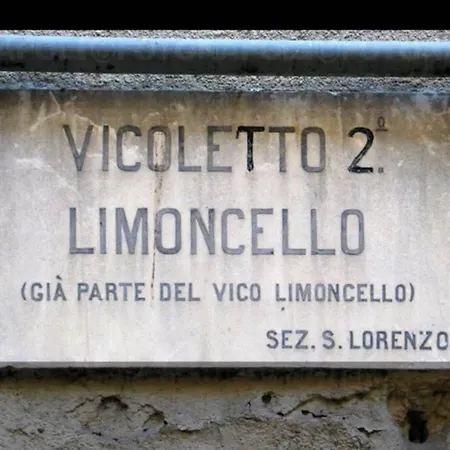 VICOLETTO 2º.
LIMONCELLO
(GIÀ PARTE DEL VICO LIMONCELLO)
SEZ. S. LORENZO